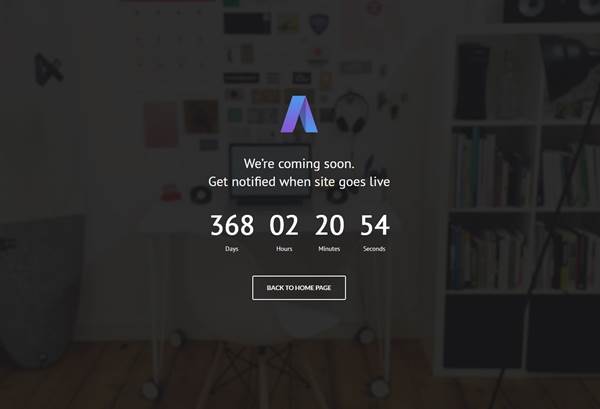 We're coming soon.
Get notified when site goes live
368 02 20 54
Days Hours Minutes Seconds
BACK TO HOME PAGE